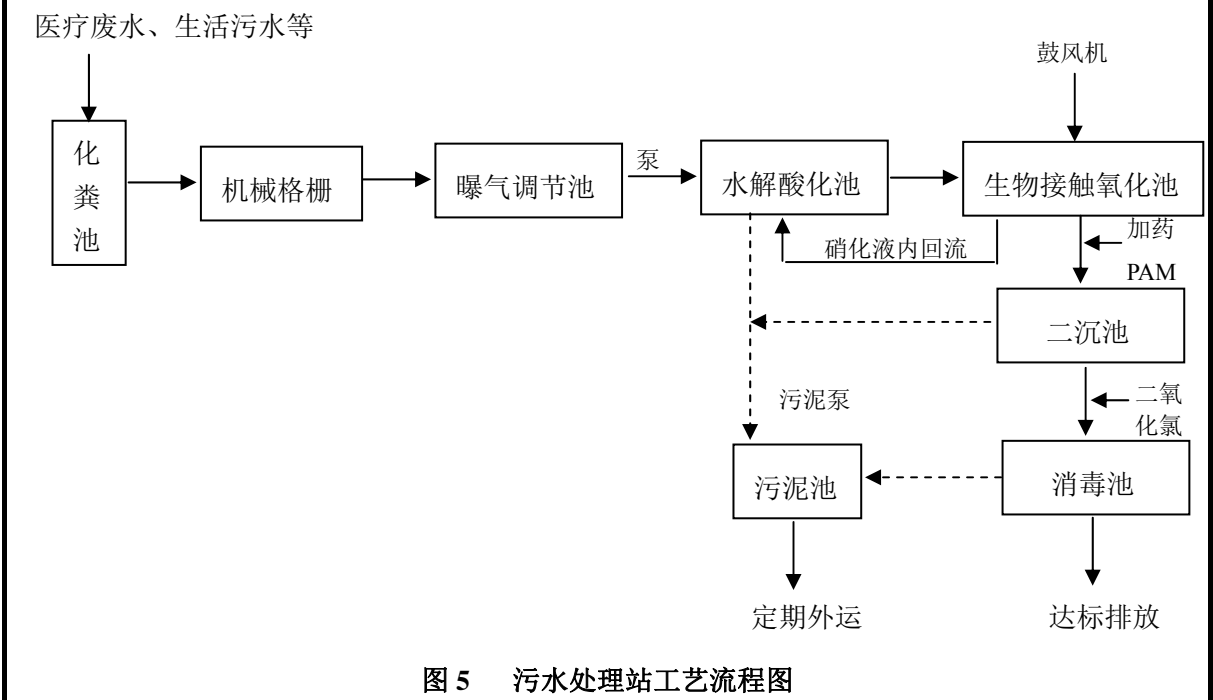 医疗废水、生活污水等
鼓风机
化
粪
池
机械格栅
曝气调节池
泵
水解酸化池
生物接触氧化池
硝化液内回流
加药
PAM
二沉池
污泥泵
二氧
化氯
污泥池
消毒池
定期外运
达标排放
图 5 污水处理站工艺流程图